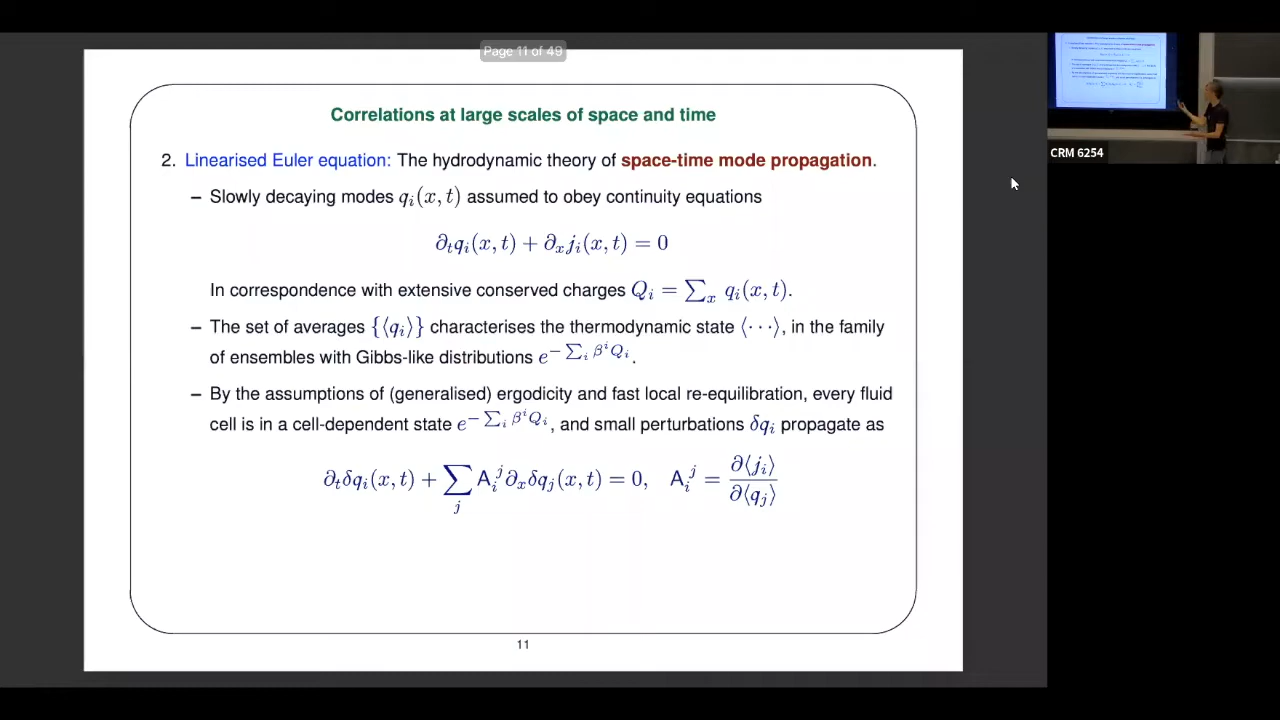 Page 11 of 49
Correlations at large scales of space and time
2. Linearised Euler equation: The hydrodynamic theory of space-time mode propagation.
– Slowly decaying modes q_i(x, t) assumed to obey continuity equations
∂_t q_i(x, t) + ∂_x j_i(x, t) = 0
In correspondence with extensive conserved charges Q_i = ∑_x q_i(x, t).
– The set of averages {⟨q_i⟩} characterises the thermodynamic state ⟨⋯⟩, in the family
of ensembles with Gibbs-like distributions e^{−∑_i β^i Q_i}.
– By the assumptions of (generalised) ergodicity and fast local re-equilibration, every fluid
cell is in a cell-dependent state e^{−∑_i β^i Q_i}, and small perturbations δq_i propagate as
∂_t δq_i(x, t) + ∑_j A_i^j ∂_x δq_j(x, t) = 0, A_i^j = ∂⟨j_i⟩/∂⟨q_j⟩
11
CRM 6254